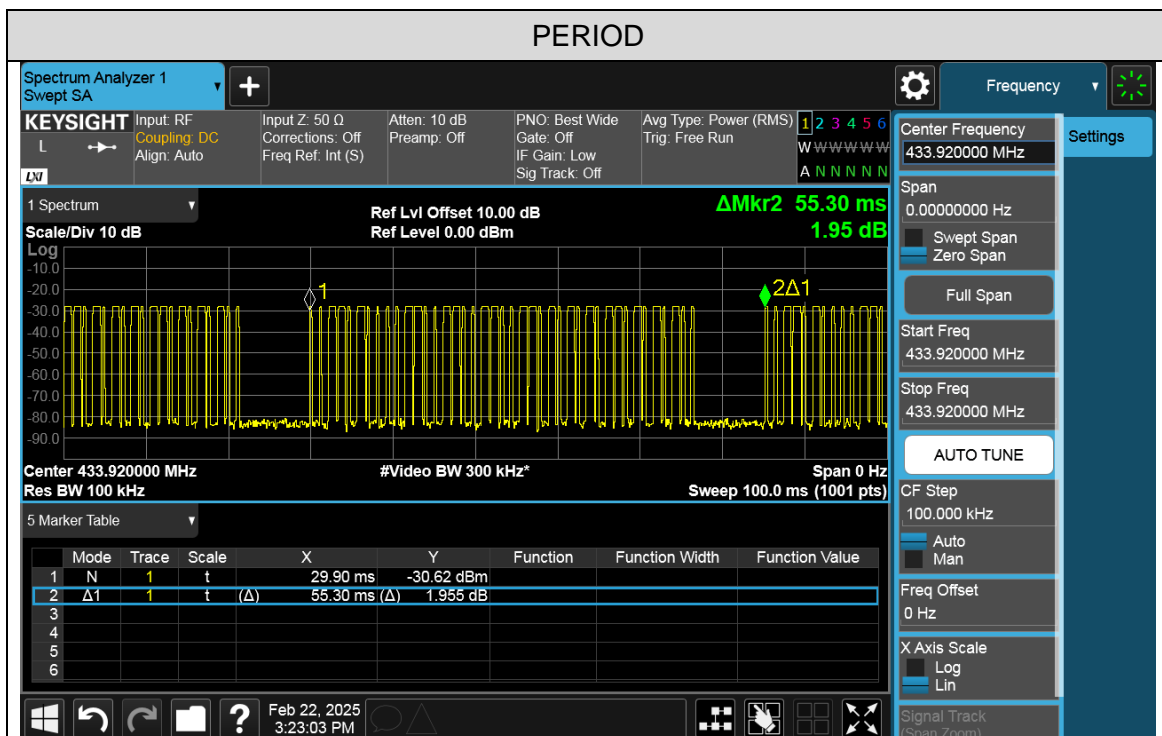 PERIOD
Spectrum Analyzer 1
Swept SA
Frequency
KEYSIGHT
L
LXI
Input: RF
Coupling: DC
Align: Auto
Input Z: 50 Ω
Corrections: Off
Freq Ref: Int (S)
Atten: 10 dB
Preamp: Off
PNO: Best Wide
Gate: Off
IF Gain: Low
Sig Track: Off
Avg Type: Power (RMS)
Trig: Free Run
1 2 3 4 5 6
W W W W W W
A N N N N N
1 Spectrum
Scale/Div 10 dB
Ref Lvl Offset 10.00 dB
Ref Level 0.00 dBm
ΔMkr2 55.30 ms
1.95 dB
Log
-10.0
-20.0
-30.0
-40.0
-50.0
-60.0
-70.0
-80.0
-90.0
1
2Δ1
Center 433.920000 MHz
#Video BW 300 kHz*
Span 0 Hz
Res BW 100 kHz
Sweep 100.0 ms (1001 pts)
5 Marker Table
Mode Trace Scale X Y Function Function Width Function Value
1 N 1 t 29.90 ms -30.62 dBm
2 Δ1 1 t (Δ) 55.30 ms (Δ) 1.955 dB
3
4
5
6
Feb 22, 2025
3:23:03 PM
?
Center Frequency
433.920000 MHz
Settings
Span
0.00000000 Hz
Swept Span
Zero Span
Full Span
Start Freq
433.920000 MHz
Stop Freq
433.920000 MHz
AUTO TUNE
CF Step
100.000 kHz
Auto
Man
Freq Offset
0 Hz
X Axis Scale
Log
Lin
Signal Track
(Span Zoom)